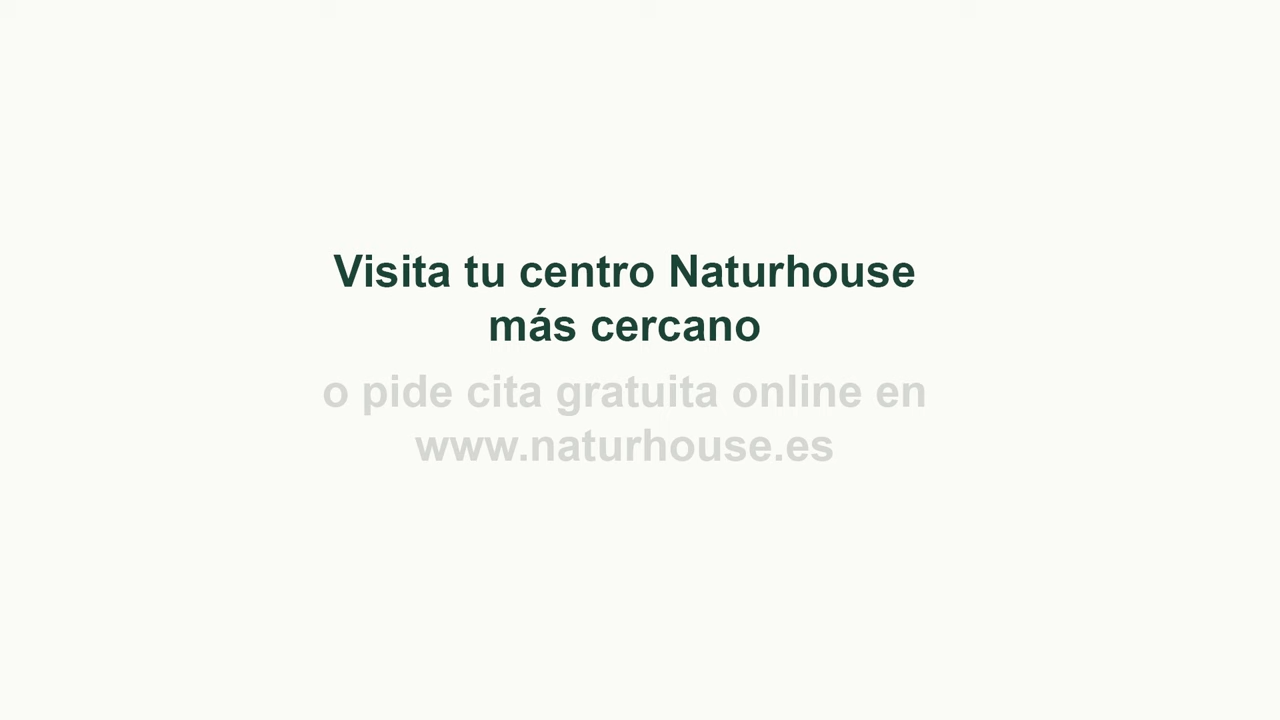 Visita tu centro Naturhouse
más cercano
o pide cita gratuita online en
www.naturhouse.es